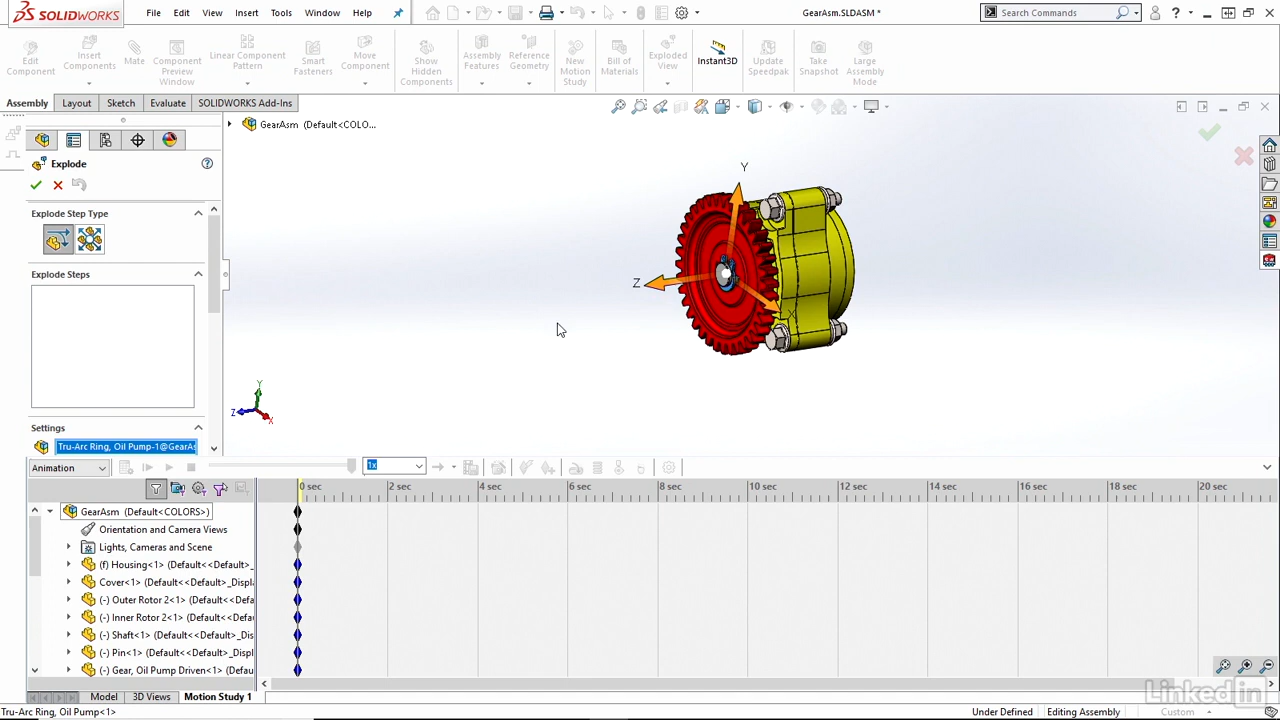 SOLIDWORKS File Edit View Insert Tools Window Help GearAsm.SLDASM * Search Commands
Edit Component
Insert Components
Mate
Component Preview Window
Linear Component Pattern
Smart Fasteners
Move Component
Show Hidden Components
Assembly Features
Reference Geometry
New Motion Study
Bill of Materials
Exploded View
Instant3D
Update Speedpak
Take Snapshot
Large Assembly Mode
Assembly Layout Sketch Evaluate SOLIDWORKS Add-Ins
GearAsm (Default<COLO...
Explode
Explode Step Type
Explode Steps
Settings
Tru-Arc Ring, Oil Pump-1@GearAs
Y
Z
X
Y
Z
X
Animation 1x
0 sec 2 sec 4 sec 6 sec 8 sec 10 sec 12 sec 14 sec 16 sec 18 sec 20 sec
GearAsm (Default<COLORS>)
Orientation and Camera Views
Lights, Cameras and Scene
(f) Housing<1> (Default<<Default>_Displ
Cover<1> (Default<<Default>_Displa
(-) Outer Rotor 2<1> (Default<<Defa
(-) Inner Rotor 2<1> (Default<<Defau
(-) Shaft<1> (Default<<Default>_Disp
(-) Pin<1> (Default<<Default>_Displa
(-) Gear, Oil Pump Driven<1> (Defau
Model 3D Views Motion Study 1
Tru-Arc Ring, Oil Pump<1> Under Defined Editing Assembly Custom
LinkedIn